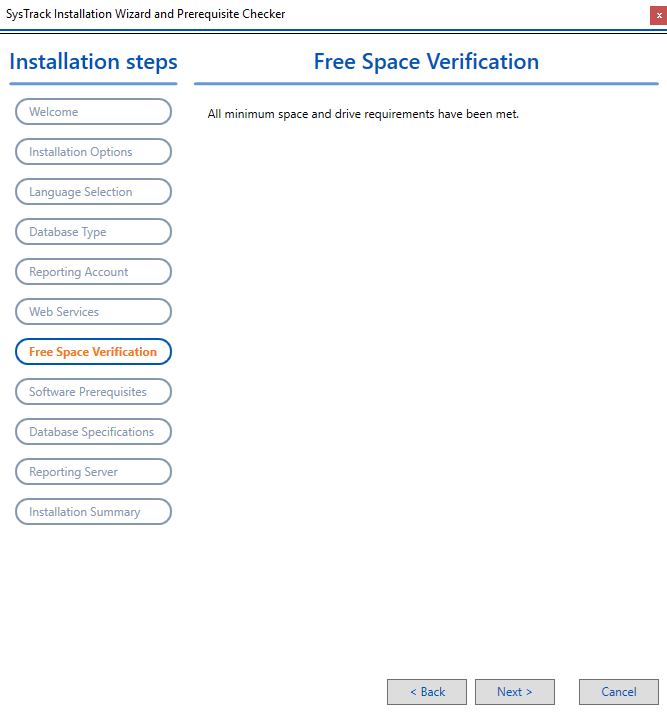 SysTrack Installation Wizard and Prerequisite Checker
x
Installation steps
Free Space Verification
Welcome
All minimum space and drive requirements have been met.
Installation Options
Language Selection
Database Type
Reporting Account
Web Services
Free Space Verification
Software Prerequisites
Database Specifications
Reporting Server
Installation Summary
< Back
Next >
Cancel